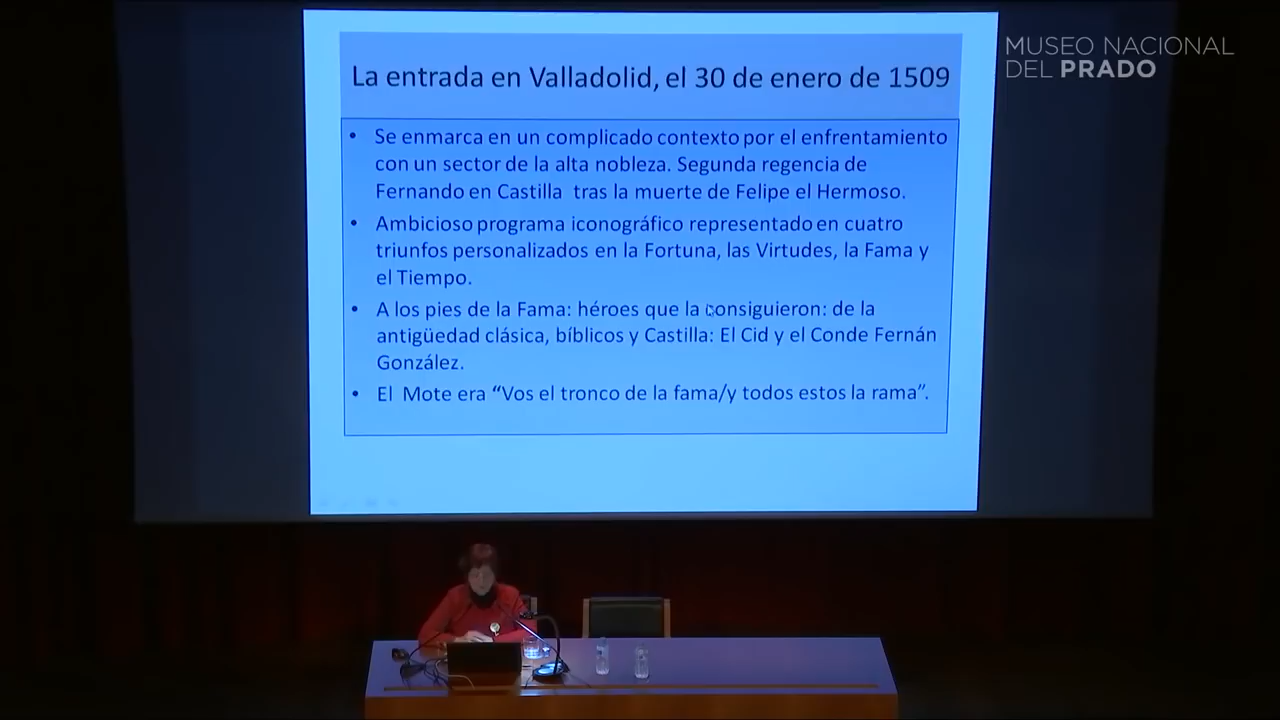 MUSEO NACIONAL
DEL PRADO
La entrada en Valladolid, el 30 de enero de 1509
• Se enmarca en un complicado contexto por el enfrentamiento
con un sector de la alta nobleza. Segunda regencia de
Fernando en Castilla tras la muerte de Felipe el Hermoso.
• Ambicioso programa iconográfico representado en cuatro
triunfos personalizados en la Fortuna, las Virtudes, la Fama y
el Tiempo.
• A los pies de la Fama: héroes que la consiguieron: de la
antigüedad clásica, bíblicos y Castilla: El Cid y el Conde Fernán
González.
• El Mote era “Vos el tronco de la fama/y todos estos la rama”.